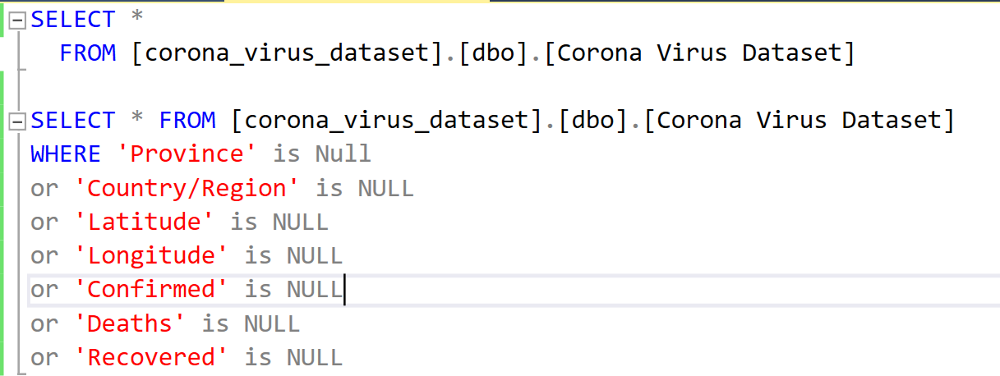 SELECT *
FROM [corona_virus_dataset].[dbo].[Corona Virus Dataset]
SELECT * FROM [corona_virus_dataset].[dbo].[Corona Virus Dataset]
WHERE 'Province' is Null
or 'Country/Region' is NULL
or 'Latitude' is NULL
or 'Longitude' is NULL
or 'Confirmed' is NULL
or 'Deaths' is NULL
or 'Recovered' is NULL